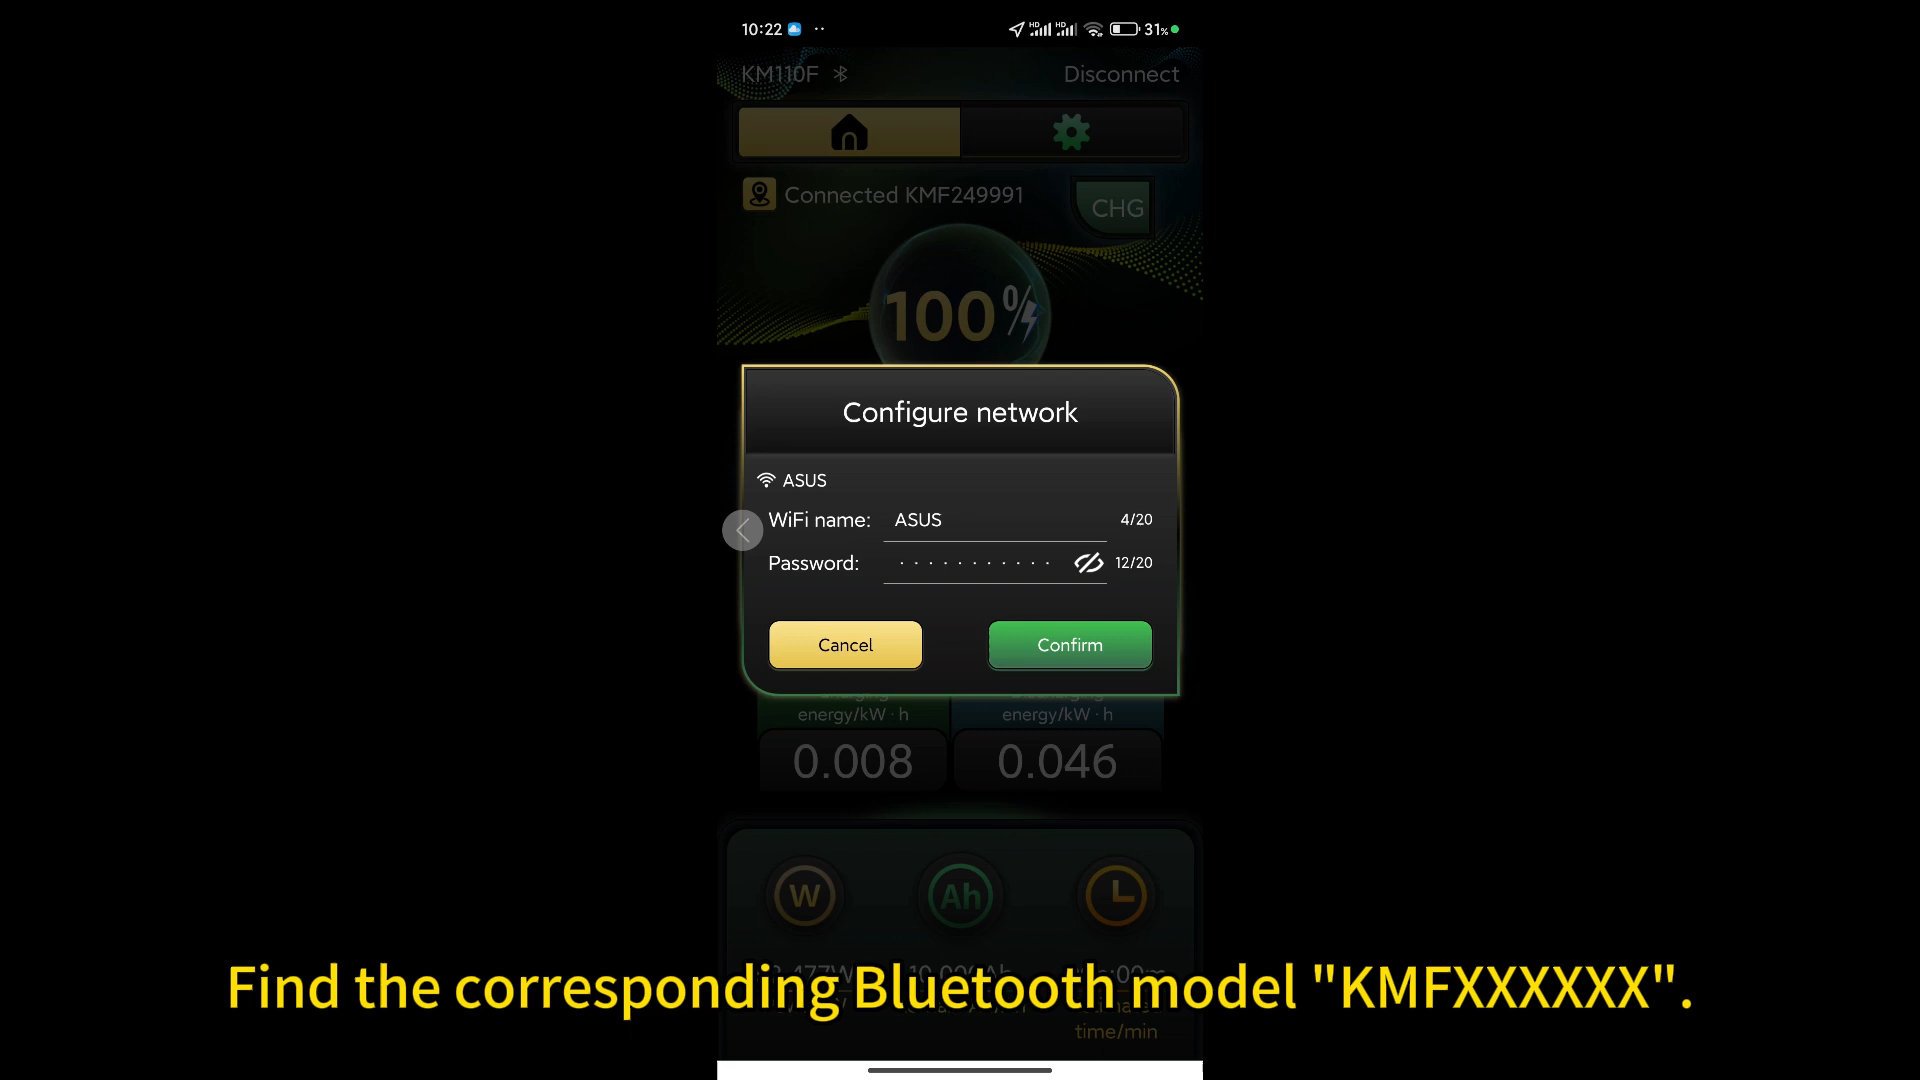 10:22
HD HD 31%
KM110F
Disconnect
Connected KMF249991
CHG
100%
Configure network
ASUS
WiFi name: ASUS 4/20
Password: 12/20
Cancel
Confirm
energy/kW·h
energy/kW·h
0.008
0.046
W
Ah
time/min
Find the corresponding Bluetooth model "KMFXXXXXX".